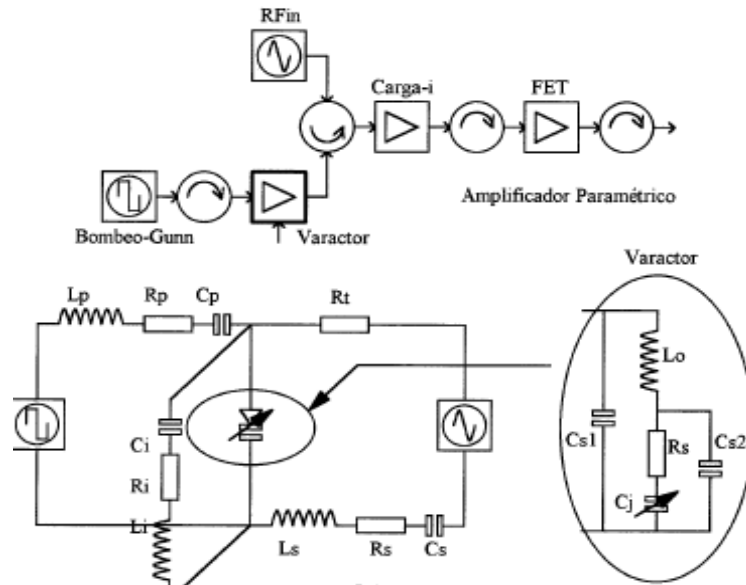 RFin
Carga-i
FET
Amplificador Paramétrico
Bombeo-Gunn
Varactor
Varactor
Lp
Rp
Cp
Rt
Lo
Cs1
Rs
Cs2
Cj
Ci
Ri
Li
Ls
Rs
Cs